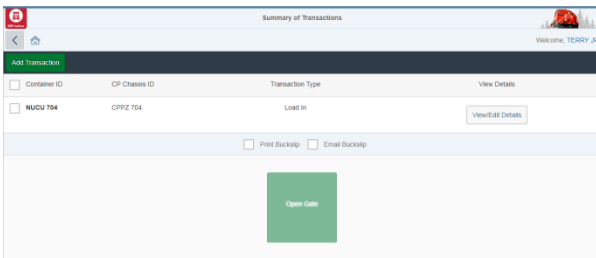 Summary of Transactions
Welcome, TERRY JR
Add Transaction
Container ID CP Chassis ID Transaction Type View Details
NUCU 704 CPPZ 704 Load In View/Edit Details
Print Buckslip Email Buckslip
Open Gate